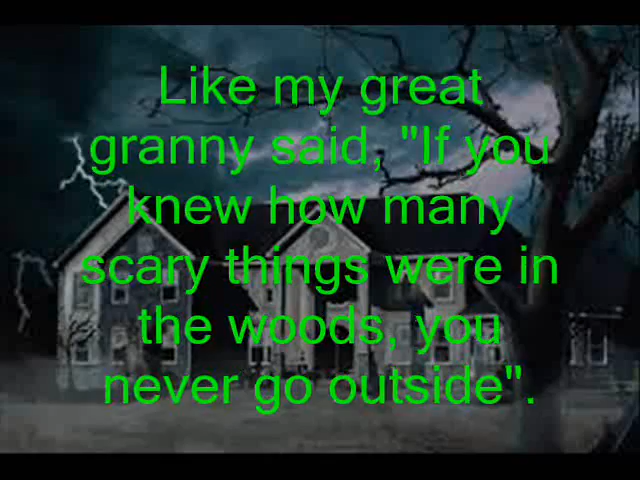 Like my great
granny said, "If you
knew how many
scary things were in
the woods, you
never go outside".